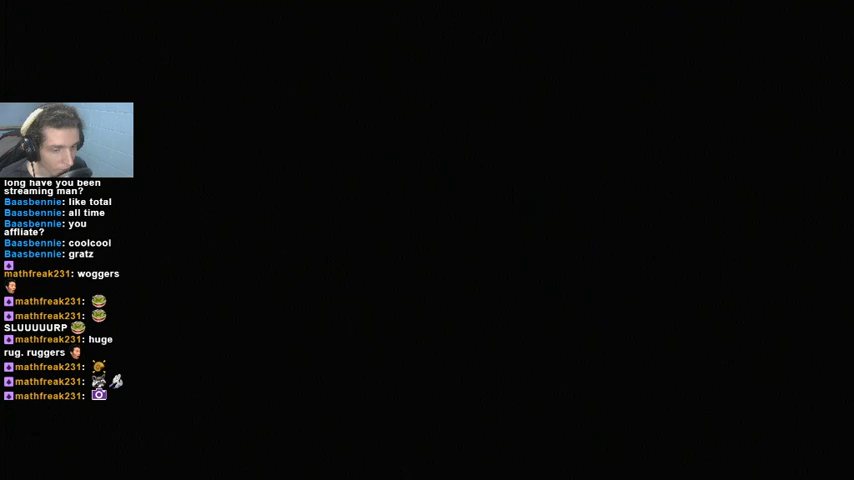 long have you been
streaming man?
Baasbennie: like total
Baasbennie: all time
Baasbennie: you
affliate?
Baasbennie: coolcool
Baasbennie: gratz
mathfreak231: woggers
mathfreak231:
mathfreak231:
SLUUUUURP
mathfreak231: huge
rug. ruggers
mathfreak231:
mathfreak231:
mathfreak231: